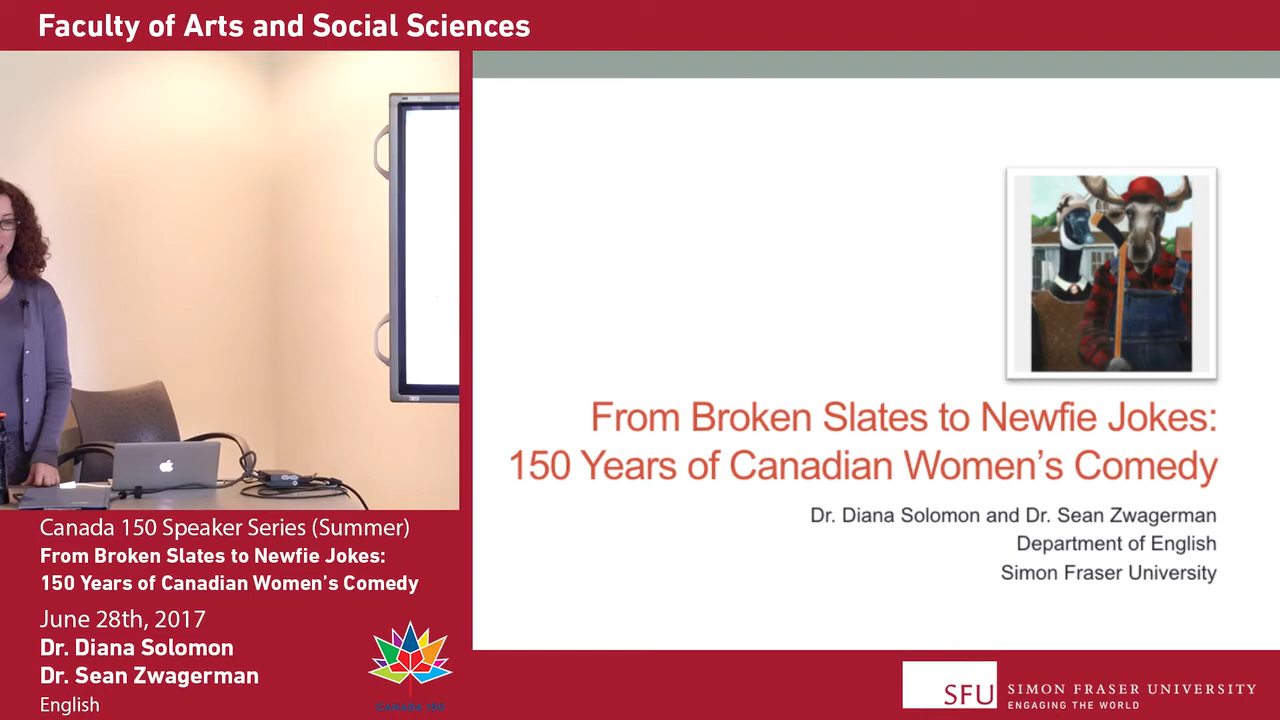 Faculty of Arts and Social Sciences
From Broken Slates to Newfie Jokes:
150 Years of Canadian Women's Comedy
Dr. Diana Solomon and Dr. Sean Zwagerman
Department of English
Simon Fraser University
Canada 150 Speaker Series (Summer)
From Broken Slates to Newfie Jokes:
150 Years of Canadian Women's Comedy
June 28th, 2017
Dr. Diana Solomon
Dr. Sean Zwagerman
English
CANADA 150
SFU
SIMON FRASER UNIVERSITY
ENGAGING THE WORLD